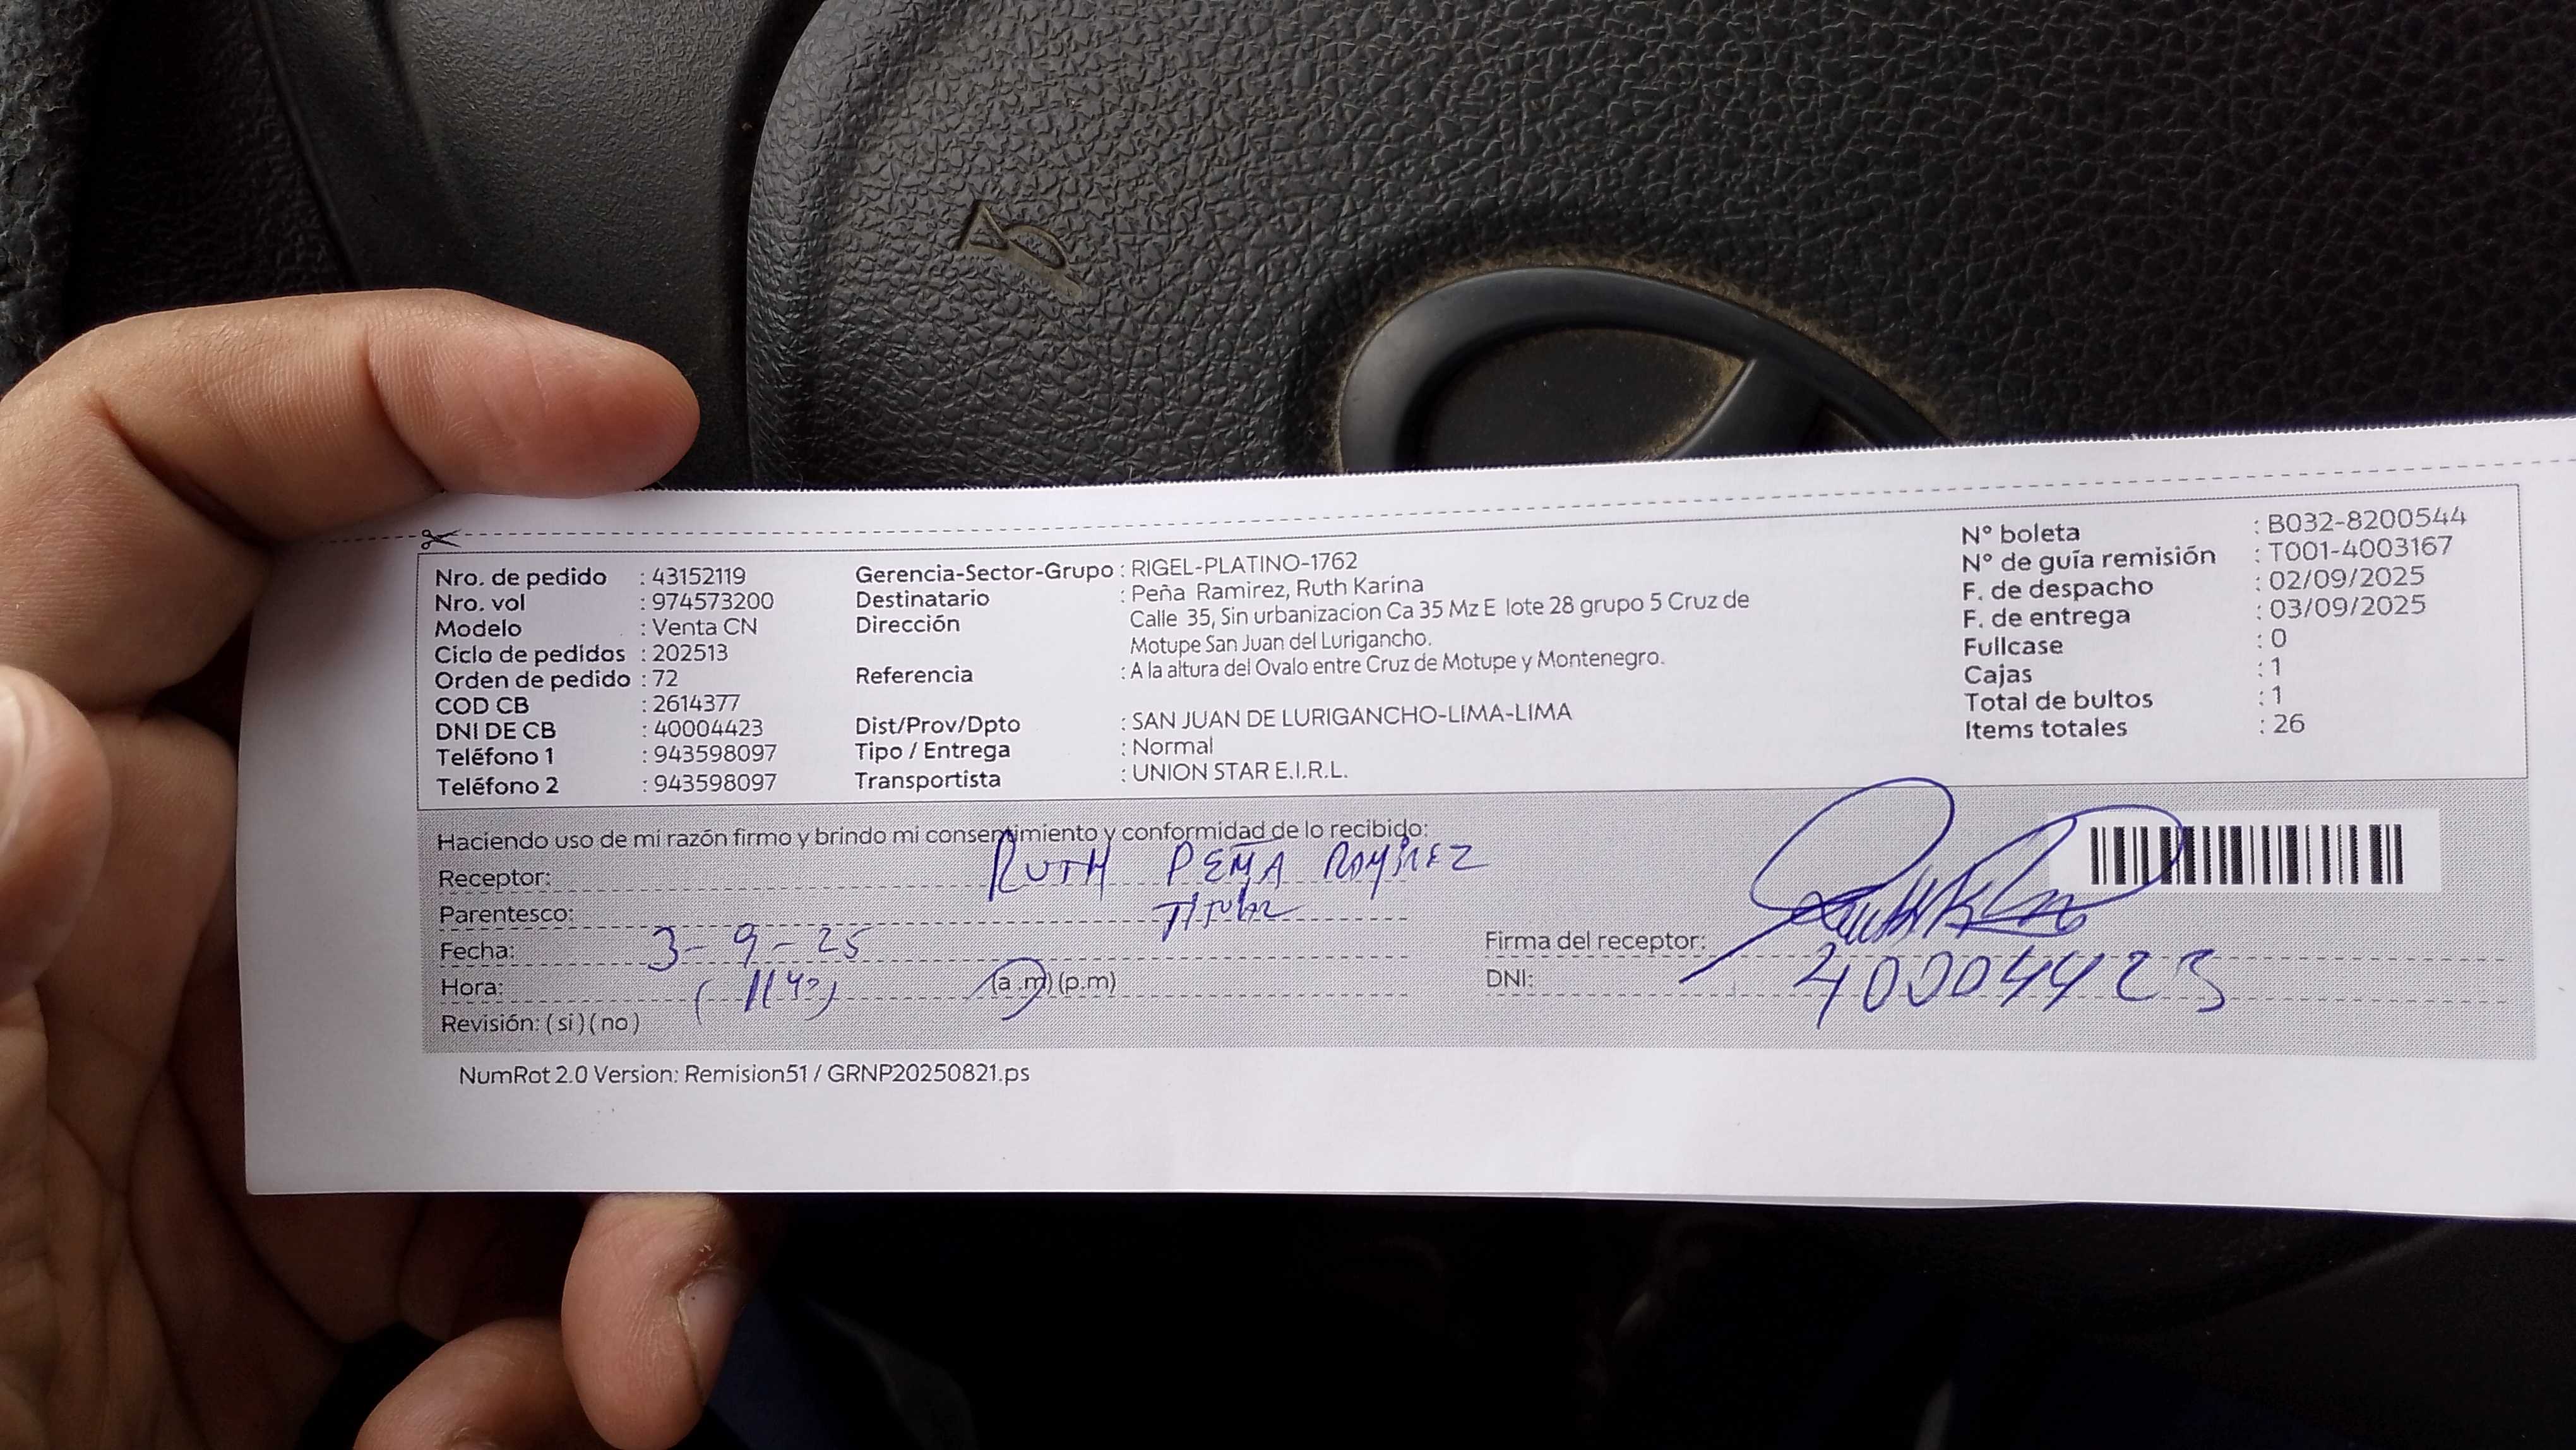 Nro. de pedido : 43152119
Nro. vol : 974573200
Modelo : Venta CN
Ciclo de pedidos : 202513
Orden de pedido : 72
COD CB : 2614377
DNI DE CB : 40004423
Teléfono 1 : 943598097
Teléfono 2 : 943598097
Gerencia-Sector-Grupo : RIGEL-PLATINO-1762
Destinatario : Peña Ramirez, Ruth Karina
Dirección Calle 35, Sin urbanizacion Ca 35 Mz E lote 28 grupo 5 Cruz de
Motupe San Juan del Lurigancho.
Referencia : A la altura del Ovalo entre Cruz de Motupe y Montenegro.
Dist/Prov/Dpto : SAN JUAN DE LURIGANCHO-LIMA-LIMA
Tipo / Entrega : Normal
Transportista : UNION STAR E.I.R.L.
N° boleta : B032-8200544
N° de guía remisión : T001-4003167
F. de despacho : 02/09/2025
F. de entrega : 03/09/2025
Fullcase : 0
Cajas : 1
Total de bultos : 1
Items totales : 26
Haciendo uso de mi razón firmo y brindo mi consentimiento y conformidad de lo recibido:
Receptor: RUTH PEÑA RAMIREZ
Parentesco: Titular
Fecha: 3-9-25
Hora: (a.m)(p.m)
Revisión: (si)(no)
Firma del receptor:
DNI: 40004423
NumRot 2.0 Version: Remision51 / GRNP20250821.ps